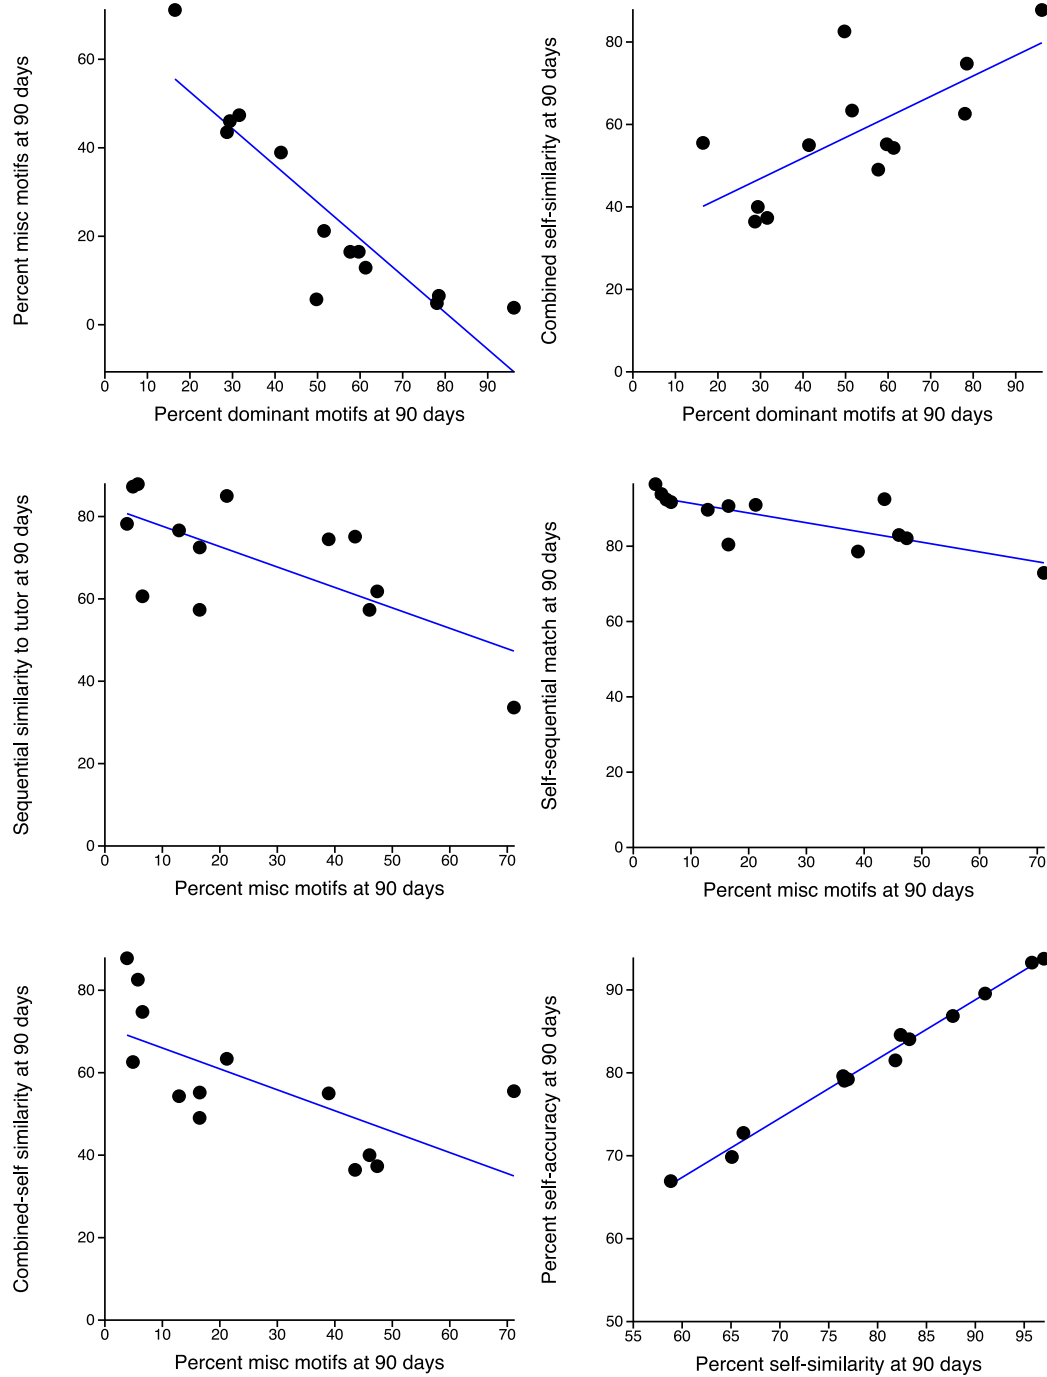 Percent misc motifs at 90 days
60
40
20
0
0 10 20 30 40 50 60 70 80 90
Percent dominant motifs at 90 days
Combined self-similarity at 90 days
80
60
40
20
0
0 10 20 30 40 50 60 70 80 90
Percent dominant motifs at 90 days
Sequential similarity to tutor at 90 days
80
60
40
20
0
0 10 20 30 40 50 60 70
Percent misc motifs at 90 days
Self-sequential match at 90 days
80
60
40
20
0
0 10 20 30 40 50 60 70
Percent misc motifs at 90 days
Combined-self similarity at 90 days
80
60
40
20
0
0 10 20 30 40 50 60 70
Percent misc motifs at 90 days
Percent self-accuracy at 90 days
90
80
70
60
50
55 60 65 70 75 80 85 90 95
Percent self-similarity at 90 days